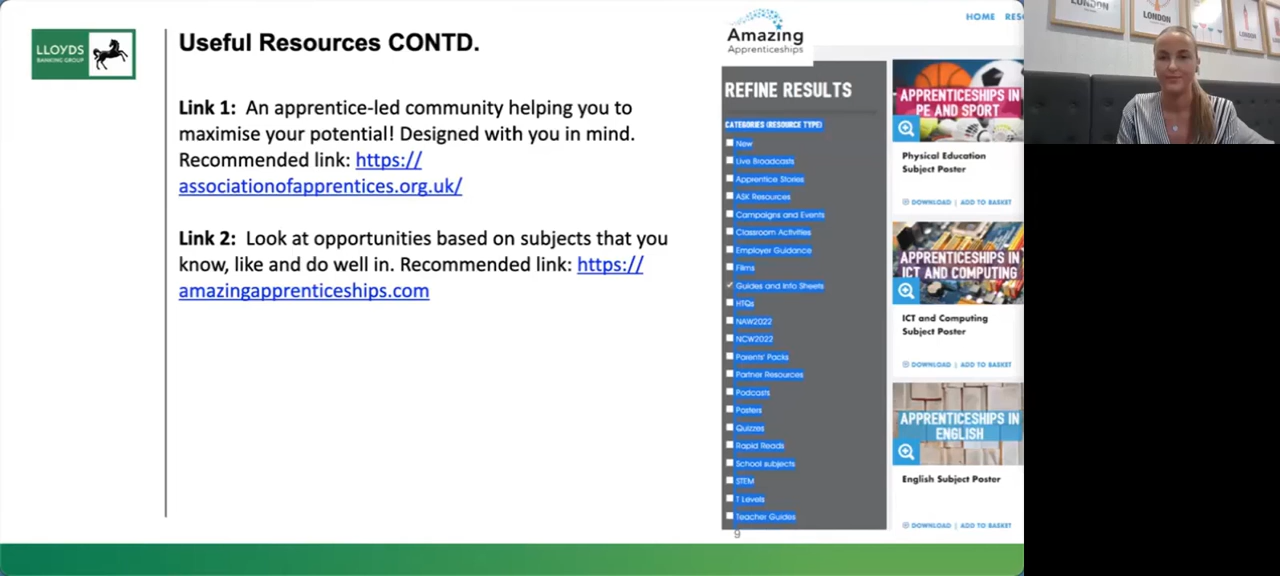 LLOYDS
BANKING GROUP
Useful Resources CONTD.
Link 1: An apprentice-led community helping you to
maximise your potential! Designed with you in mind.
Recommended link: https://
associationofapprentices.org.uk/
Link 2: Look at opportunities based on subjects that you
know, like and do well in. Recommended link: https://
amazingapprenticeships.com
Amazing
Apprenticeships
HOME
REFINE RESULTS
CATEGORIES (RESOURCE TYPE)
New
Live Broadcasts
Apprentice Stories
ASK Resources
Campaigns and Events
Classroom Activities
Employer Guidance
Films
Guides and Info Sheets
HTQs
NAW2022
NCW2022
Parents' Packs
Partner Resources
Podcasts
Posters
Quizzes
Rapid Reads
School subjects
STEM
T Levels
Teacher Guides
9
APPRENTICESHIPS IN
PE AND SPORT
Physical Education
Subject Poster
DOWNLOAD | ADD TO BASKET
APPRENTICESHIPS IN
ICT AND COMPUTING
ICT and Computing
Subject Poster
DOWNLOAD | ADD TO BASKET
APPRENTICESHIPS IN
ENGLISH
English Subject Poster
DOWNLOAD | ADD TO BASKET
LONDON
LONDON
LONDON